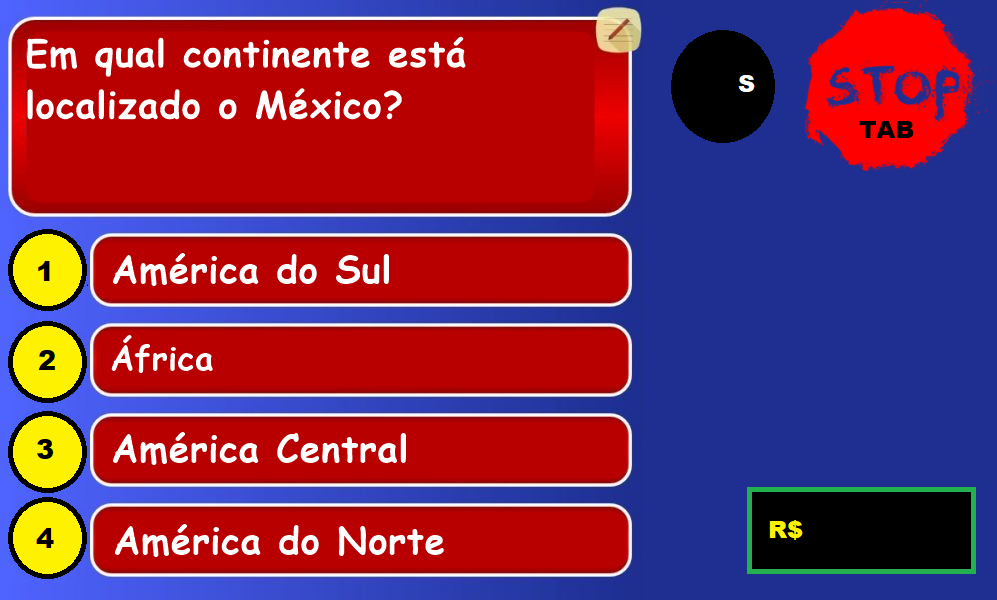 Em qual continente está
localizado o México?
S
STOP
TAB
1
América do Sul
2
África
3
América Central
4
América do Norte
R$